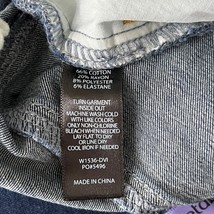 66% COTTON
20% RAYON
8% POLYESTER
6% ELASTANE
TURN GARMENT
INSIDE OUT
MACHINE WASH COLD
WITH LIKE COLORS
ONLY NON-CHLORINE
BLEACH WHEN NEEDED
LAY FLAT TO DRY
OR LINE DRY
COOL IRON IF NEEDED
W1536-DVI
PO#5496
MADE IN CHINA